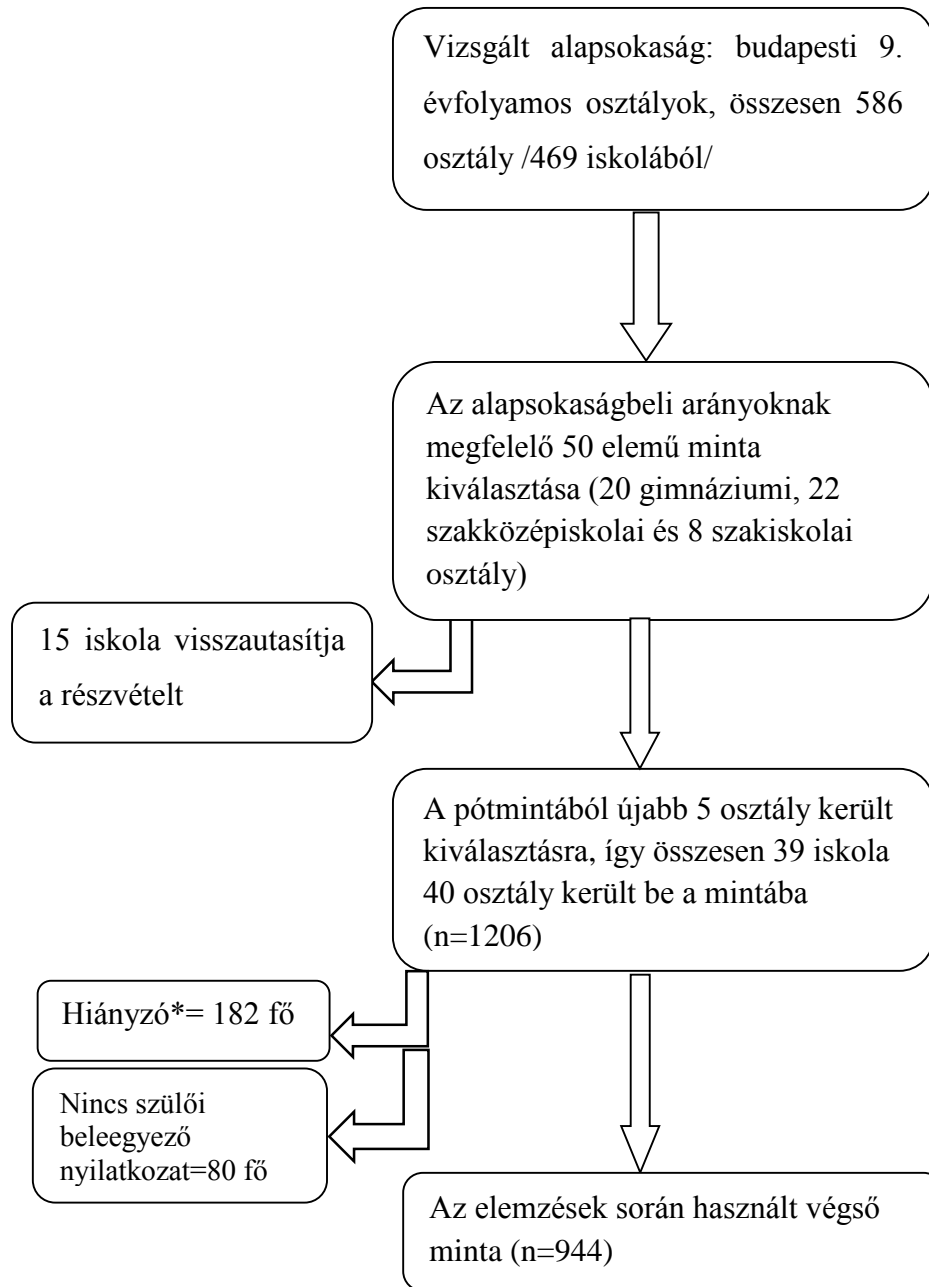 Vizsgált alapsokaság: budapesti 9.
évfolyamos osztályok, összesen 586
osztály /469 iskolából/
Az alapsokaságbeli arányoknak
megfelelő 50 elemű minta
kiválasztása (20 gimnáziumi, 22
szakközépiskolai és 8 szakiskolai
osztály)
15 iskola visszautasítja
a részvételt
A pótmintából újabb 5 osztály került
kiválasztásra, így összesen 39 iskola
40 osztály került be a mintába
(n=1206)
Hiányzó*= 182 fő
Nincs szülői
beleegyező
nyilatkozat=80 fő
Az elemzések során használt végső
minta (n=944)